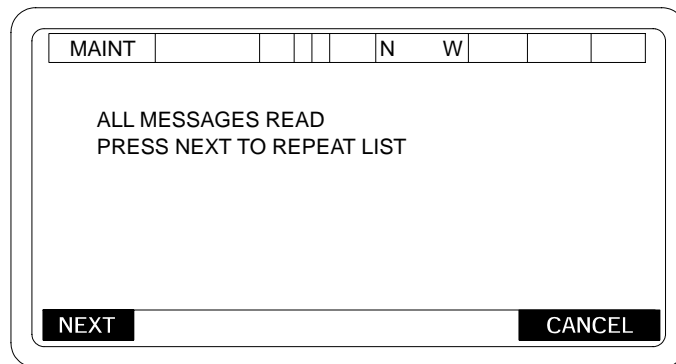 MAINT N W
ALL MESSAGES READ
PRESS NEXT TO REPEAT LIST
NEXT CANCEL